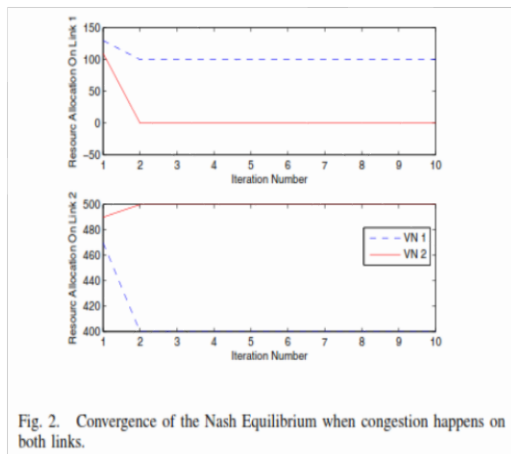 150
100
50
0
-50
Resourc Allocation On Link 1
1 2 3 4 5 6 7 8 9 10
Iteration Number
500
480
460
440
420
400
Resourc Allocation On Link 2
VN 1
VN 2
1 2 3 4 5 6 7 8 9 10
Iteration Number
Fig. 2. Convergence of the Nash Equilibrium when congestion happens on
both links.